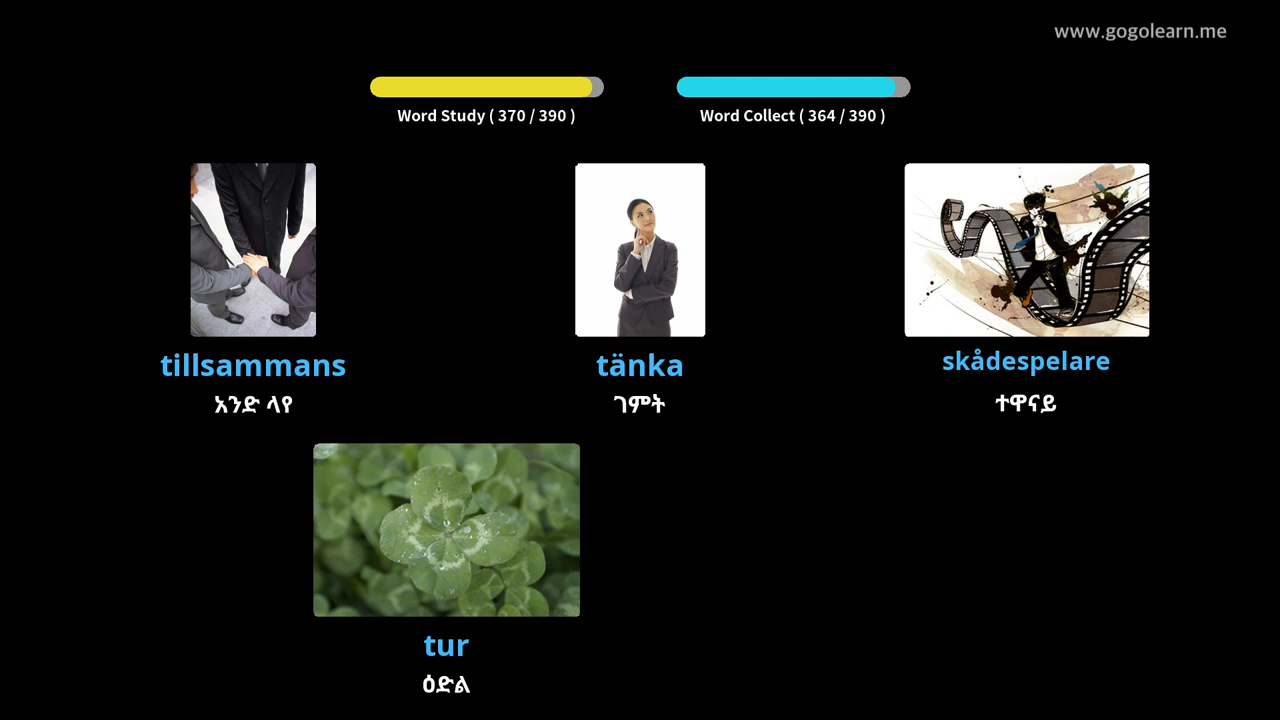 www.gogolearn.me
Word Study ( 370 / 390 )
Word Collect ( 364 / 390 )
tillsammans
አንድ ላየ
tänka
ገምት
skådespelare
ተዋናይ
tur
ዕድል